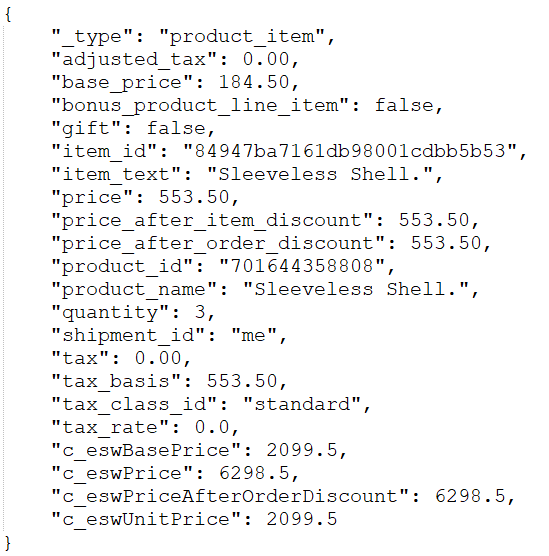 {
"_type": "product_item",
"adjusted_tax": 0.00,
"base_price": 184.50,
"bonus_product_line_item": false,
"gift": false,
"item_id": "84947ba7161db98001cdbb5b53",
"item_text": "Sleeveless Shell.",
"price": 553.50,
"price_after_item_discount": 553.50,
"price_after_order_discount": 553.50,
"product_id": "701644358808",
"product_name": "Sleeveless Shell.",
"quantity": 3,
"shipment_id": "me",
"tax": 0.00,
"tax_basis": 553.50,
"tax_class_id": "standard",
"tax_rate": 0.0,
"c_eswBasePrice": 2099.5,
"c_eswPrice": 6298.5,
"c_eswPriceAfterOrderDiscount": 6298.5,
"c_eswUnitPrice": 2099.5
}